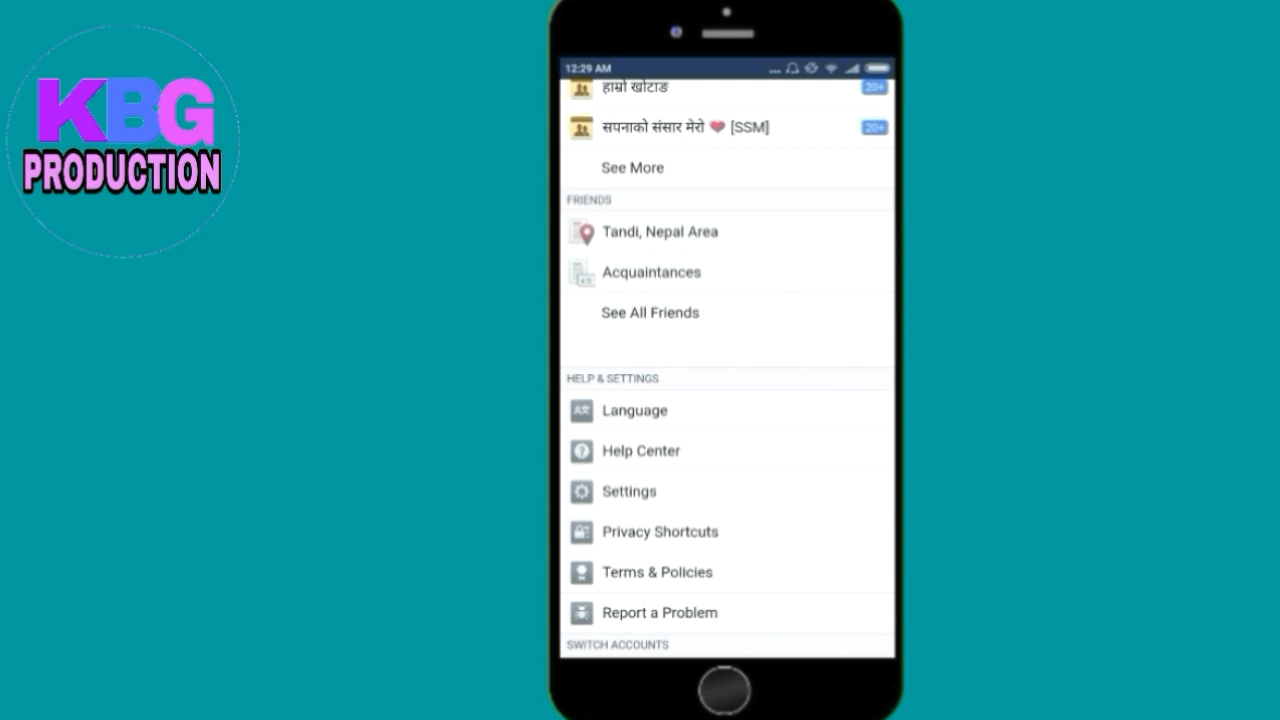 KBG
PRODUCTION
12:29 AM
हाम्रो खोटाङ 20+
सपनाको संसार मेरो ❤ [SSM] 20+
See More
FRIENDS
Tandi, Nepal Area
Acquaintances
See All Friends
HELP & SETTINGS
Language
Help Center
Settings
Privacy Shortcuts
Terms & Policies
Report a Problem
SWITCH ACCOUNTS